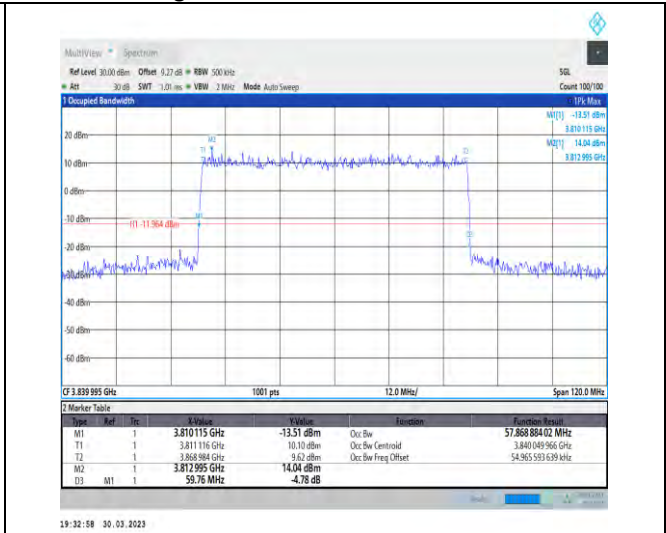 MultiView Spectrum
Ref Level 30.00 dBm Offset 9.27 dB RBW 500 kHz SGL
Att 30 dB SWT 1.01 ms VBW 2 MHz Mode Auto Sweep Count 100/100
1 Occupied Bandwidth 1Pk Max
M1[1] -13.51 dBm
3.810 115 GHz
M2[1] 14.04 dBm
3.812 995 GHz
20 dBm
M2
T1 T2
10 dBm
0 dBm
-10 dBm
M1
H1 -11.964 dBm
D3
-20 dBm
-30 dBm
-40 dBm
-50 dBm
-60 dBm
CF 3.839 995 GHz 1001 pts 12.0 MHz/ Span 120.0 MHz
2 Marker Table
Type Ref Trc X-Value Y-Value Function Function Result
M1 1 3.810 115 GHz -13.51 dBm Occ Bw 57.868 884 02 MHz
T1 1 3.811 116 GHz 10.10 dBm Occ Bw Centroid 3.840 049 966 GHz
T2 1 3.868 984 GHz 9.62 dBm Occ Bw Freq Offset 54.965 593 639 kHz
M2 1 3.812 995 GHz 14.04 dBm
D3 M1 1 59.76 MHz -4.78 dB
19:32:58 30.03.2023